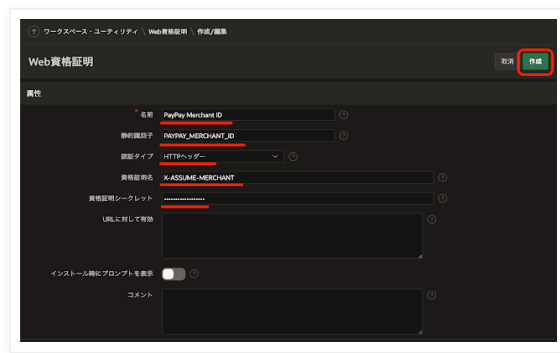 ワークスペース・ユーティリティ \ Web資格証明 \ 作成/編集
Web資格証明
取消
作成
属性
* 名前 PayPay Merchant ID
静的識別子 PAYPAY_MERCHANT_ID
認証タイプ HTTPヘッダー
資格証明名 X-ASSUME-MERCHANT
資格証明シークレット ••••••••••••••••••
URLに対して有効
インストール時にプロンプトを表示
コメント